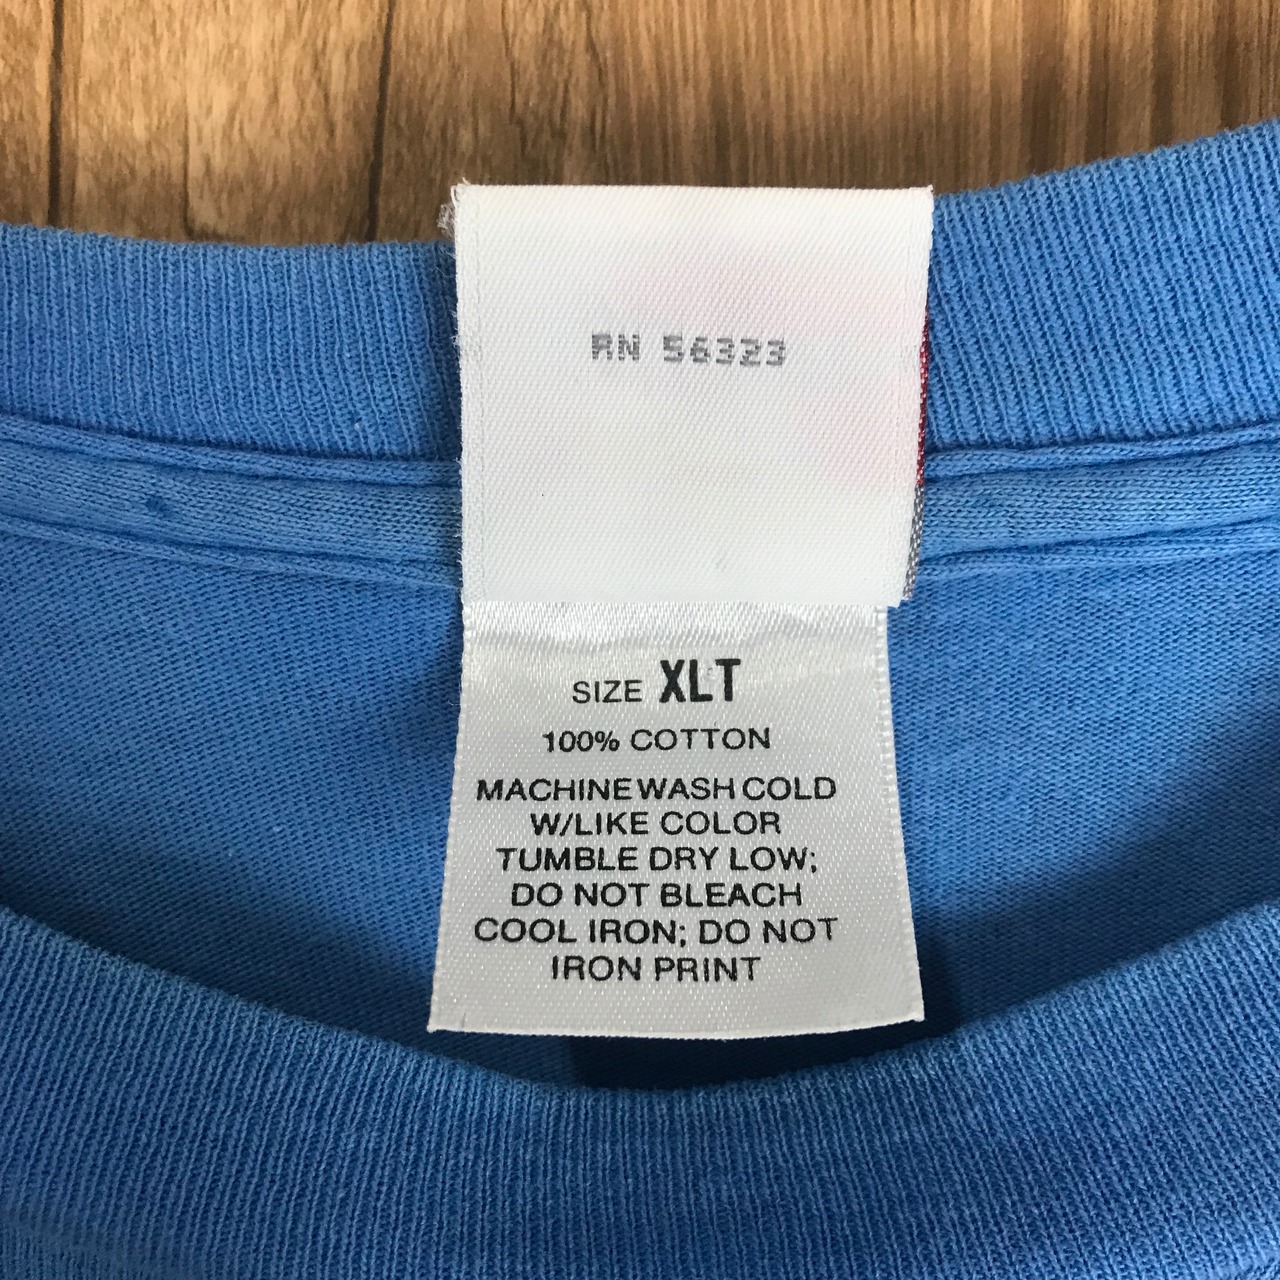 RN 56323
SIZE XLT
100% COTTON
MACHINE WASH COLD
W/LIKE COLOR
TUMBLE DRY LOW;
DO NOT BLEACH
COOL IRON; DO NOT
IRON PRINT